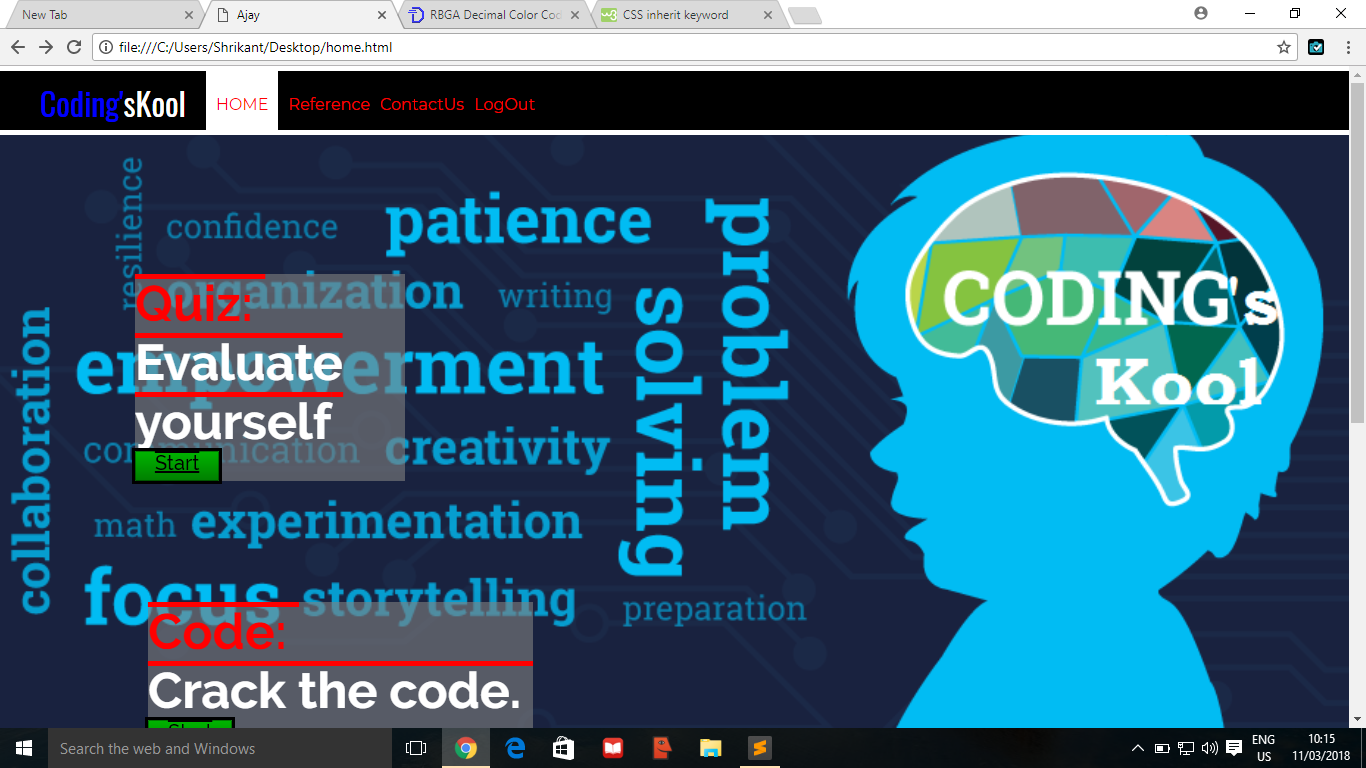 New Tab
Ajay
RBGA Decimal Color Cod
CSS inherit keyword
file:///C:/Users/Shrikant/Desktop/home.html
Coding'sKool
HOME
Reference
ContactUs
LogOut
resilience
confidence
patience
problem
organization
writing
solving
Quiz:
collaboration
empowerment
Evaluate
yourself
communication
creativity
Start
math
experimentation
focus
storytelling
preparation
Code:
Crack the code.
Start
CODING's
Kool
Search the web and Windows
ENG
US
10:15
11/03/2018